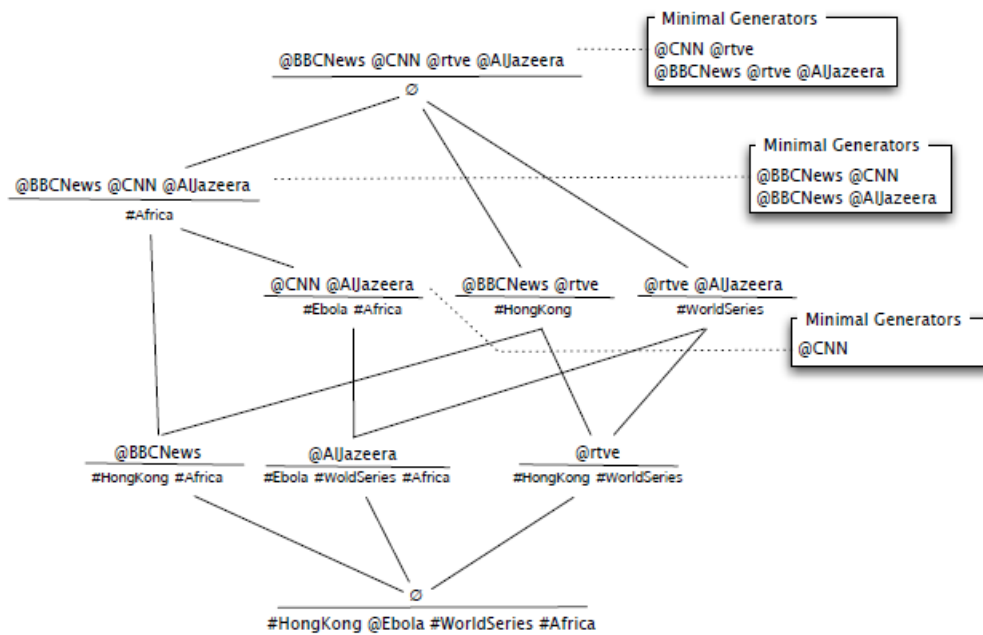 Minimal Generators
@CNN @rtve
@BBCNews @rtve @AlJazeera
@BBCNews @CNN @rtve @AlJazeera
∅
Minimal Generators
@BBCNews @CNN
@BBCNews @AlJazeera
@BBCNews @CNN @AlJazeera
#Africa
@CNN @AlJazeera
#Ebola #Africa
@BBCNews @rtve
#HongKong
@rtve @AlJazeera
#WorldSeries
Minimal Generators
@CNN
@BBCNews
#HongKong #Africa
@AlJazeera
#Ebola #WoldSeries #Africa
@rtve
#HongKong #WorldSeries
∅
#HongKong @Ebola #WorldSeries #Africa